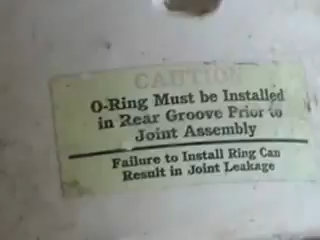 CAUTION
O-Ring Must be Installed
in Rear Groove Prior to
Joint Assembly
Failure to Install Ring Can
Result in Joint Leakage